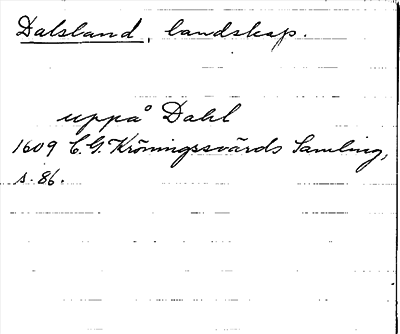 Dalsland, landskap.
uppå Dahl
1609 C. G. Kröningssvärds Samling,
s. 86.